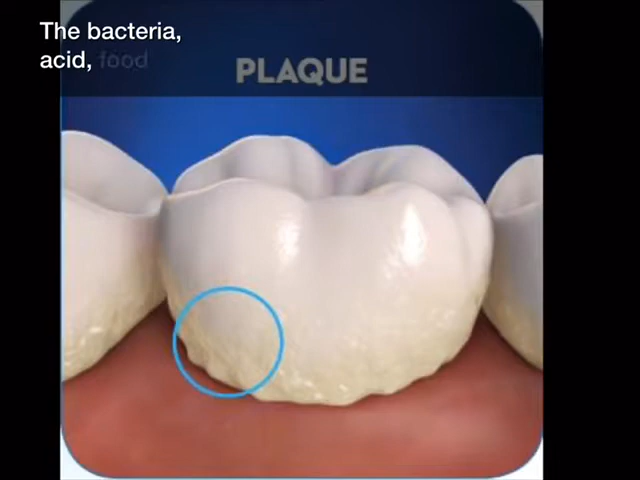 The bacteria,
acid, food
PLAQUE